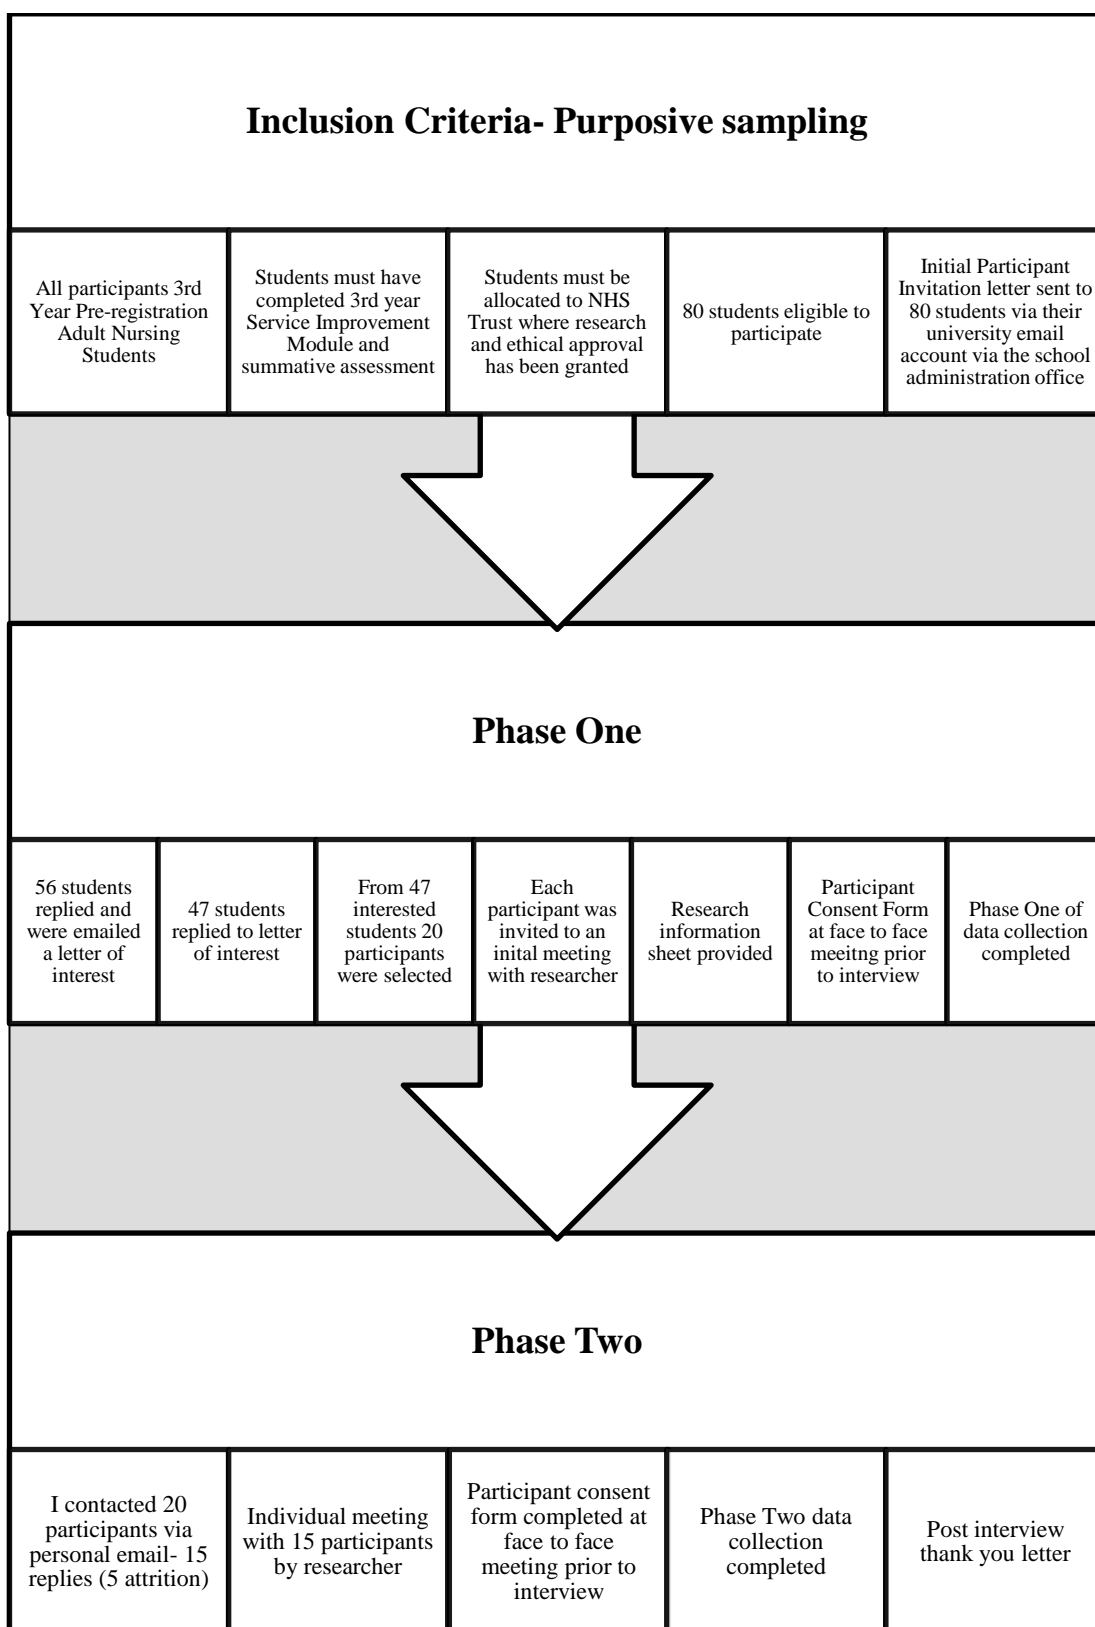 Inclusion Criteria- Purposive sampling
All participants 3rd
Year Pre-registration
Adult Nursing
Students
Students must have
completed 3rd year
Service Improvement
Module and
summative assessment
Students must be
allocated to NHS
Trust where research
and ethical approval
has been granted
80 students eligible to
participate
Initial Participant
Invitation letter sent to
80 students via their
university email
account via the school
administration office
Phase One
56 students
replied and
were emailed
a letter of
interest
47 students
replied to letter
of interest
From 47
interested
students 20
participants
were selected
Each
participant was
invited to an
inital meeting
with researcher
Research
information
sheet provided
Participant
Consent Form
at face to face
meeitng prior
to interview
Phase One of
data collection
completed
Phase Two
I contacted 20
participants via
personal email- 15
replies (5 attrition)
Individual meeting
with 15 participants
by researcher
Participant consent
form completed at
face to face
meeting prior to
interview
Phase Two data
collection
completed
Post interview
thank you letter